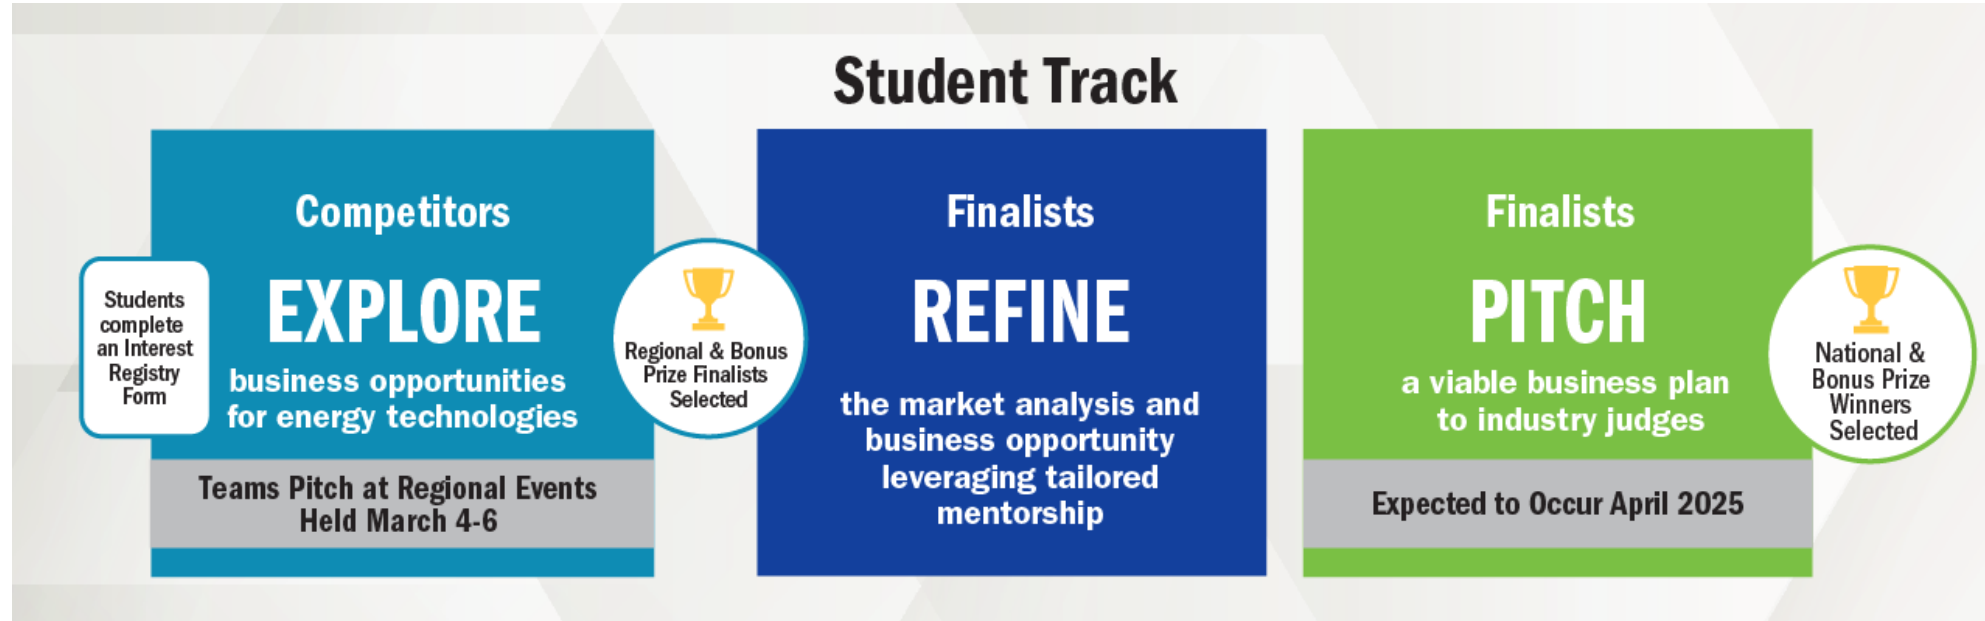 Student Track
Students
complete
an Interest
Registry
Form
Competitors
EXPLORE
business opportunities
for energy technologies
Teams Pitch at Regional Events
Held March 4-6
Regional & Bonus
Prize Finalists
Selected
Finalists
REFINE
the market analysis and
business opportunity
leveraging tailored
mentorship
Finalists
PITCH
a viable business plan
to industry judges
Expected to Occur April 2025
National &
Bonus Prize
Winners
Selected